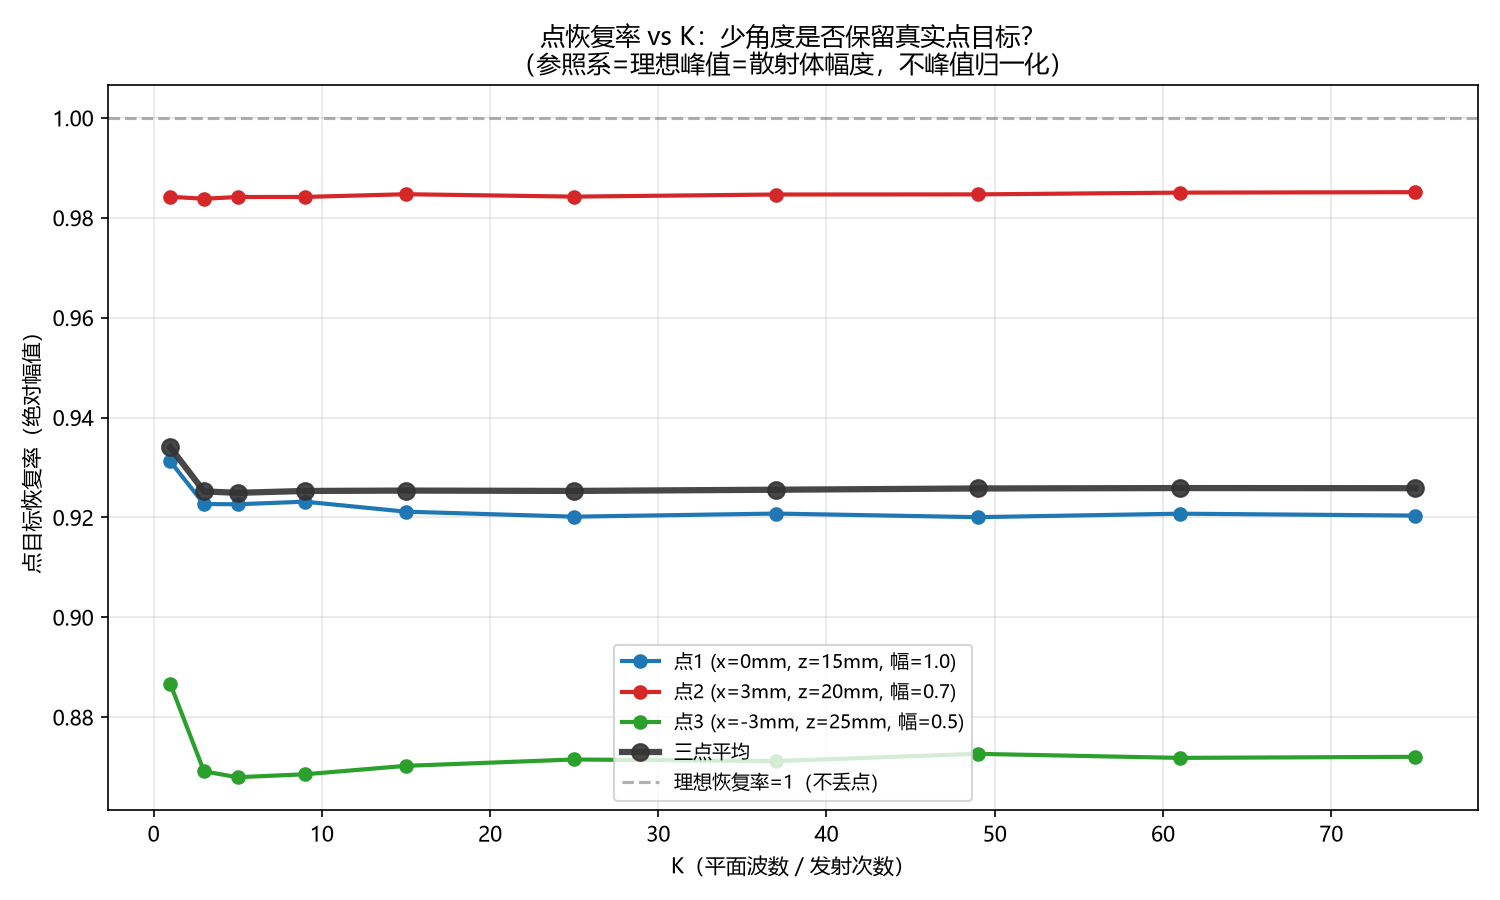 点恢复率 vs K：少角度是否保留真实点目标？
（参照系=理想峰值=散射体幅度，不峰值归一化）
点目标恢复率（绝对幅值）
1.00
0.98
0.96
0.94
0.92
0.90
0.88
点1 (x=0mm, z=15mm, 幅=1.0)
点2 (x=3mm, z=20mm, 幅=0.7)
点3 (x=-3mm, z=25mm, 幅=0.5)
三点平均
理想恢复率=1（不丢点）
0 10 20 30 40 50 60 70
K（平面波数 / 发射次数）